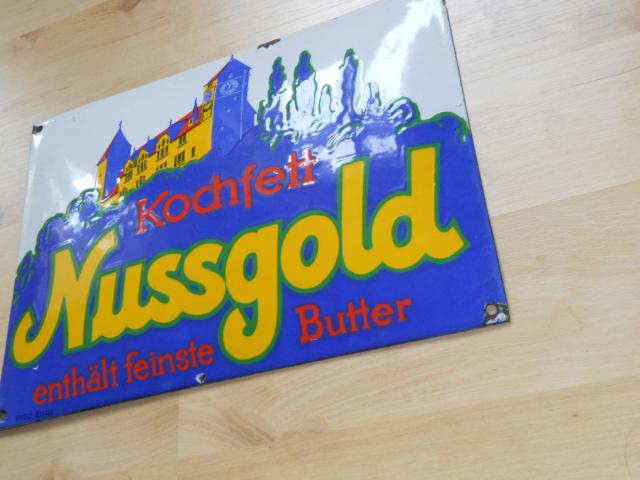 Kochfett
Nussgold
enthält feinste Butter